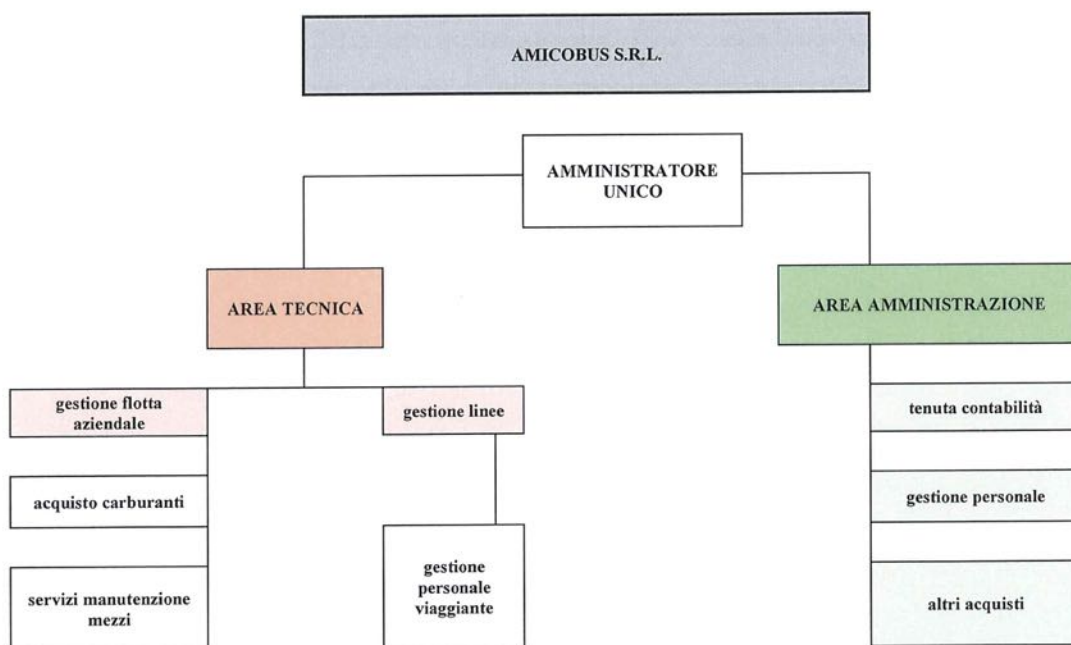 AMICOBUS S.R.L.
AMMINISTRATORE
UNICO
AREA TECNICA
AREA AMMINISTRAZIONE
gestione flotta
aziendale
gestione linee
tenuta contabilità
acquisto carburanti
gestione personale
servizi manutenzione
mezzi
gestione
personale
viaggiante
altri acquisti